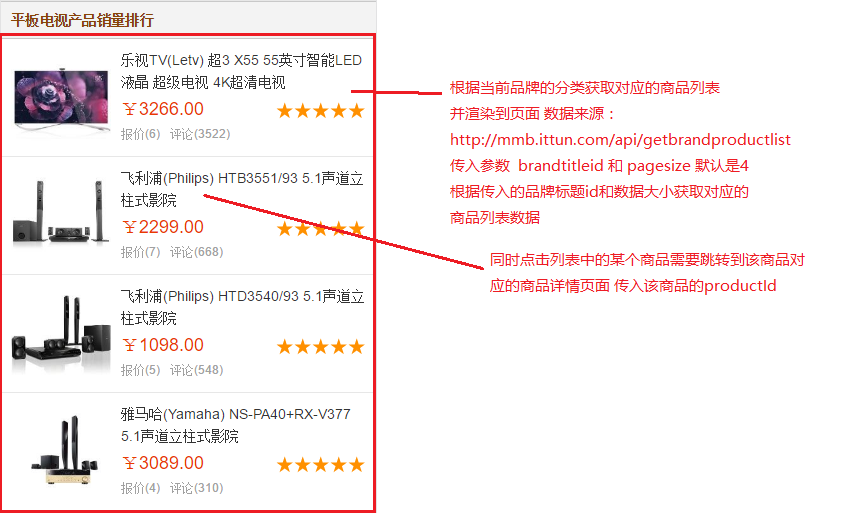 平板电视产品销量排行
乐视TV(Letv) 超3 X55 55英寸智能LED
液晶 超级电视 4K超清电视
￥3266.00
报价(6) 评论(3522)
飞利浦(Philips) HTB3551/93 5.1声道立
柱式影院
￥2299.00
报价(7) 评论(668)
飞利浦(Philips) HTD3540/93 5.1声道立
柱式影院
￥1098.00
报价(5) 评论(548)
雅马哈(Yamaha) NS-PA40+RX-V377
5.1声道立柱式影院
￥3089.00
报价(4) 评论(310)
根据当前品牌的分类获取对应的商品列表
并渲染到页面 数据来源：
http://mmb.ittun.com/api/getbrandproductlist
传入参数 brandtitleid 和 pagesize 默认是4
根据传入的品牌标题id和数据大小获取对应的
商品列表数据
同时点击列表中的某个商品需要跳转到该商品对
应的商品详情页面 传入该商品的productId